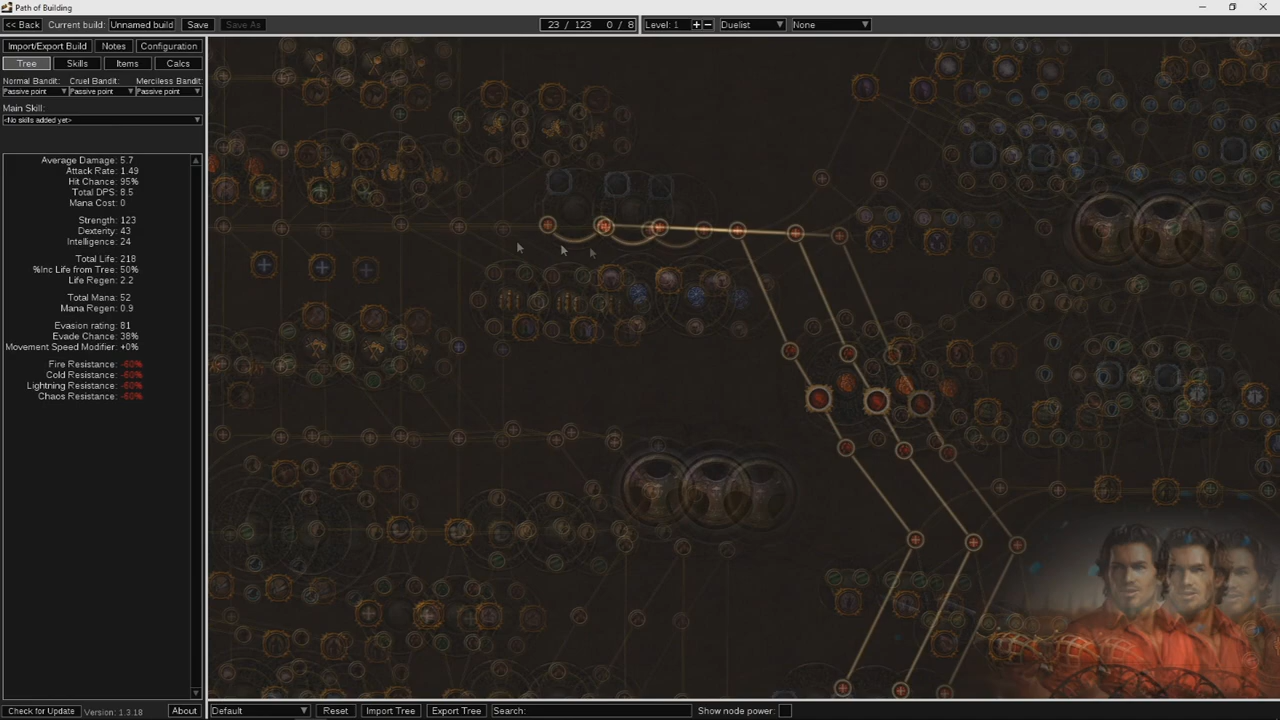 Path of Building
<< Back Current build: Unnamed build Save Save As 23 / 123 0 / 8 Level: 1 + − Duelist None
Import/Export Build Notes Configuration
Tree Skills Items Calcs
Normal Bandit: Cruel Bandit: Merciless Bandit:
Passive point Passive point Passive point
Main Skill:
<No skills added yet>
Average Damage: 5.7
Attack Rate: 1.49
Hit Chance: 95%
Total DPS: 8.5
Mana Cost: 0
Strength: 123
Dexterity: 43
Intelligence: 24
Total Life: 218
%Inc Life from Tree: 50%
Life Regen: 2.2
Total Mana: 52
Mana Regen: 0.9
Evasion rating: 81
Evade Chance: 38%
Movement Speed Modifier: +0%
Fire Resistance: -60%
Cold Resistance: -60%
Lightning Resistance: -60%
Chaos Resistance: -60%
Check for Update Version: 1.3.18 About Default Reset Import Tree Export Tree Search: Show node power: